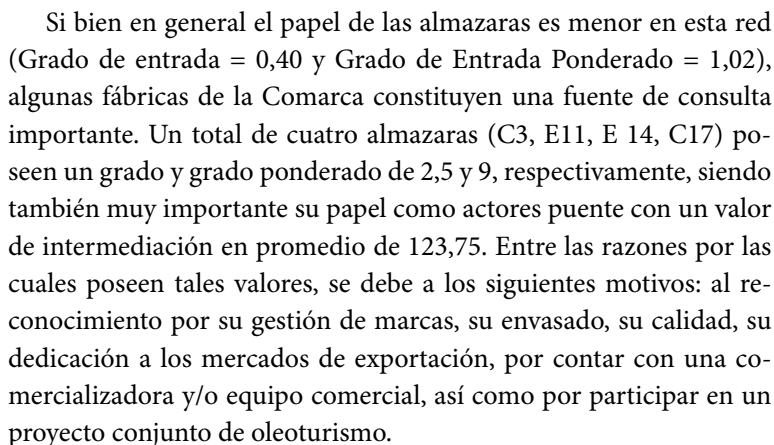 Si bien en general el papel de las almazaras es menor en esta red
(Grado de entrada = 0,40 y Grado de Entrada Ponderado = 1,02),
algunas fábricas de la Comarca constituyen una fuente de consulta
importante. Un total de cuatro almazaras (C3, E11, E 14, C17) po-
seen un grado y grado ponderado de 2,5 y 9, respectivamente, siendo
también muy importante su papel como actores puente con un valor
de intermediación en promedio de 123,75. Entre las razones por las
cuales poseen tales valores, se debe a los siguientes motivos: al re-
conocimiento por su gestión de marcas, su envasado, su calidad, su
dedicación a los mercados de exportación, por contar con una co-
mercializadora y/o equipo comercial, así como por participar en un
proyecto conjunto de oleoturismo.